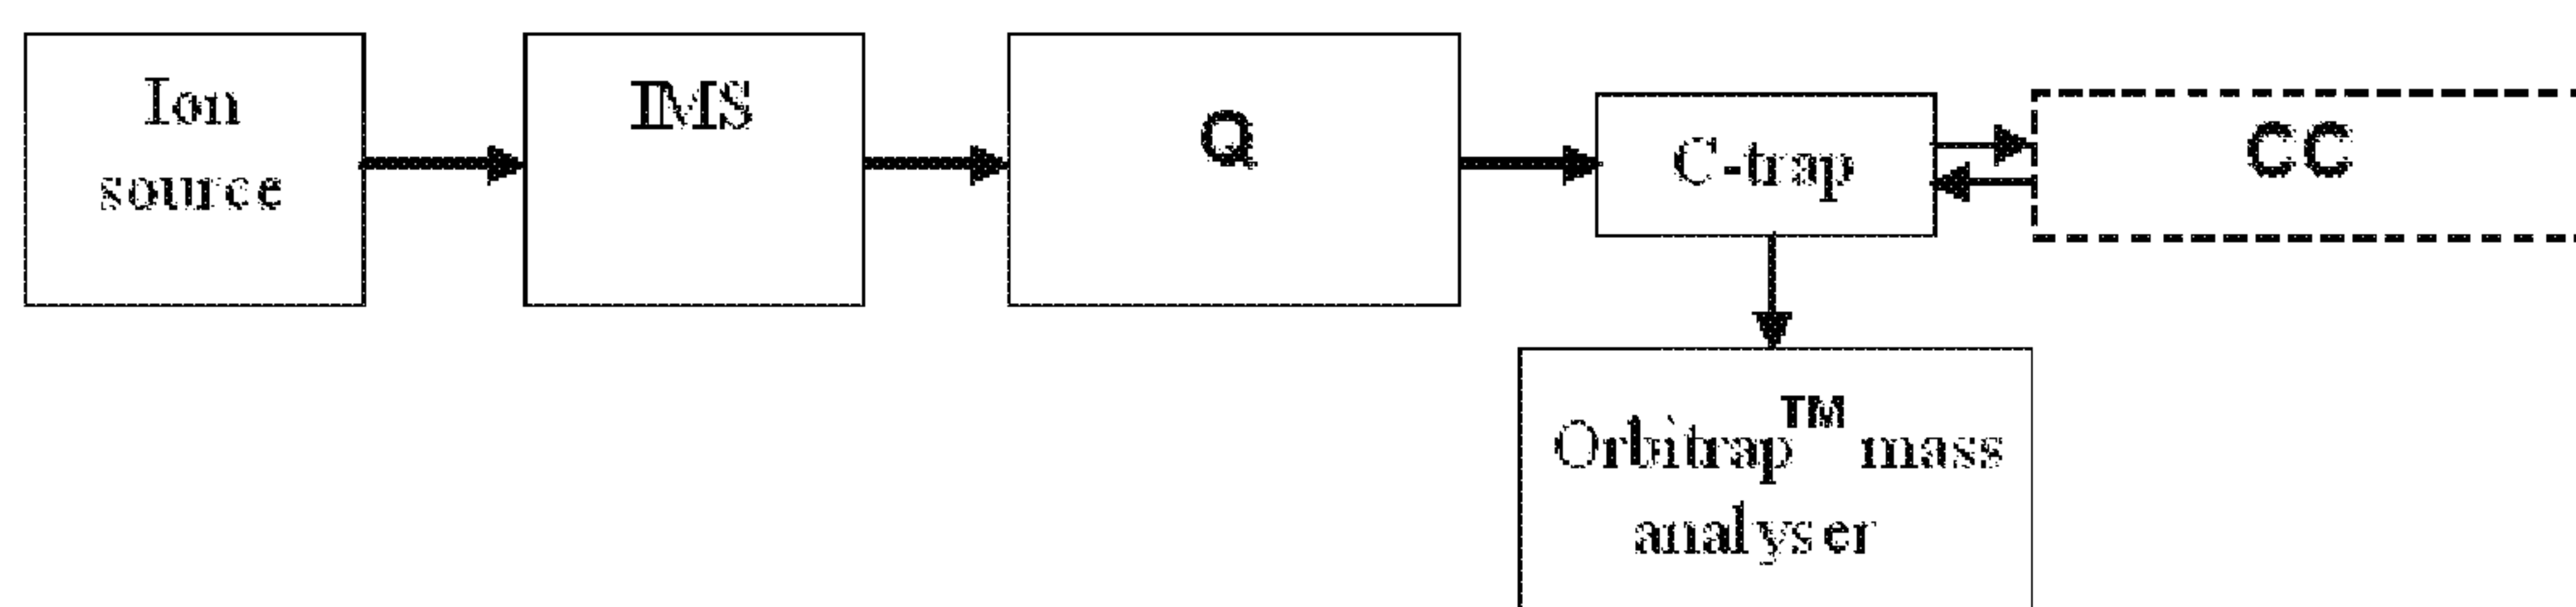 Ion
source
IMS
Q
C-trap
CC
Orbitrap™ mass
analyser